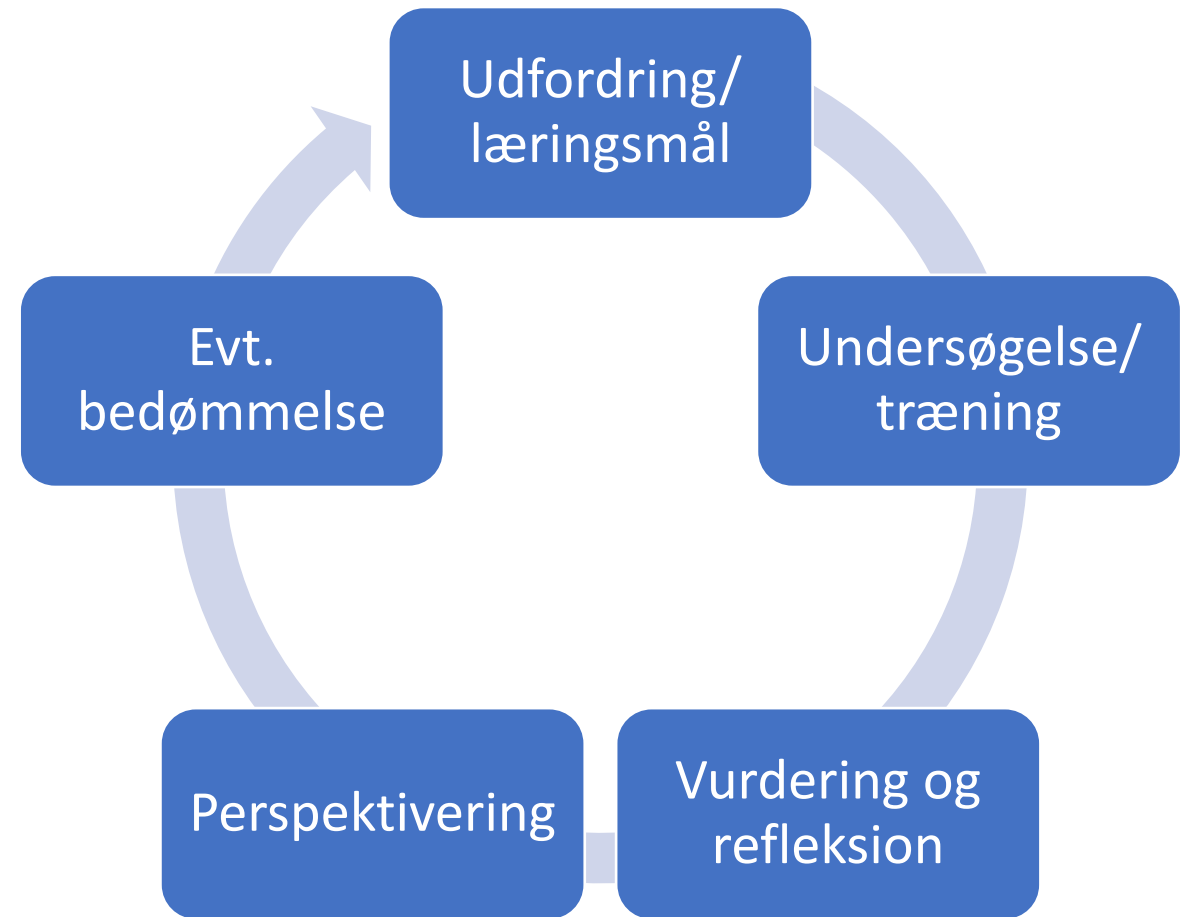 Udfordring/
læringsmål
Undersøgelse/
træning
Vurdering og
refleksion
Perspektivering
Evt.
bedømmelse